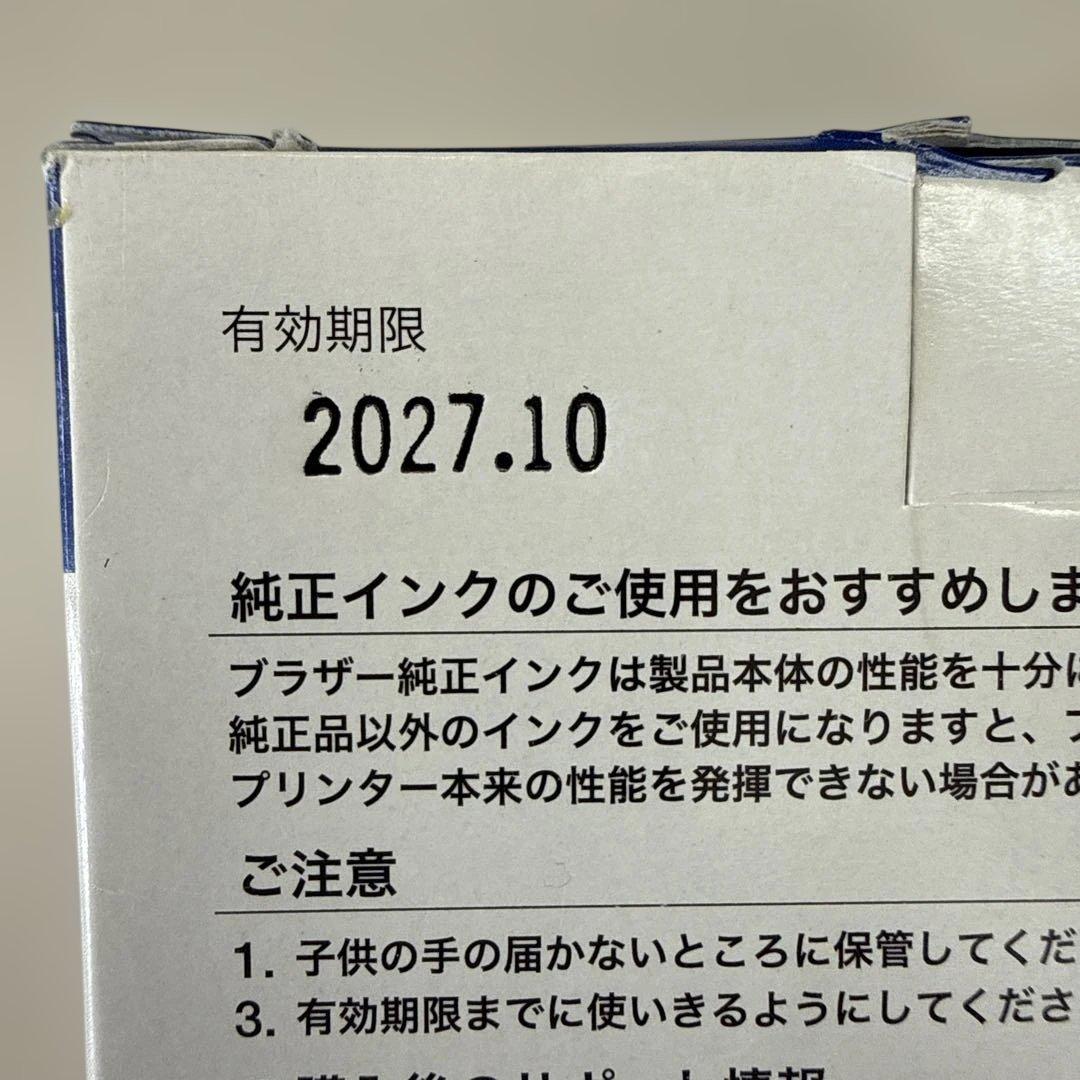 有効期限
2027.10
純正インクのご使用をおすすめしま
ブラザー純正インクは製品本体の性能を十分に
純正品以外のインクをご使用になりますと、
プリンター本来の性能を発揮できない場合があ
ご注意
1. 子供の手の届かないところに保管してくだ
3. 有効期限までに使いきるようにしてくださ